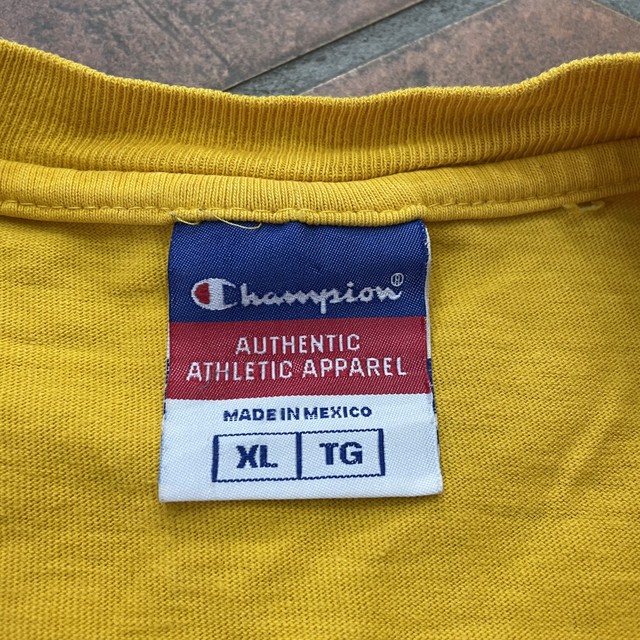 Champion®
AUTHENTIC
ATHLETIC APPAREL
MADE IN MEXICO
XL TG